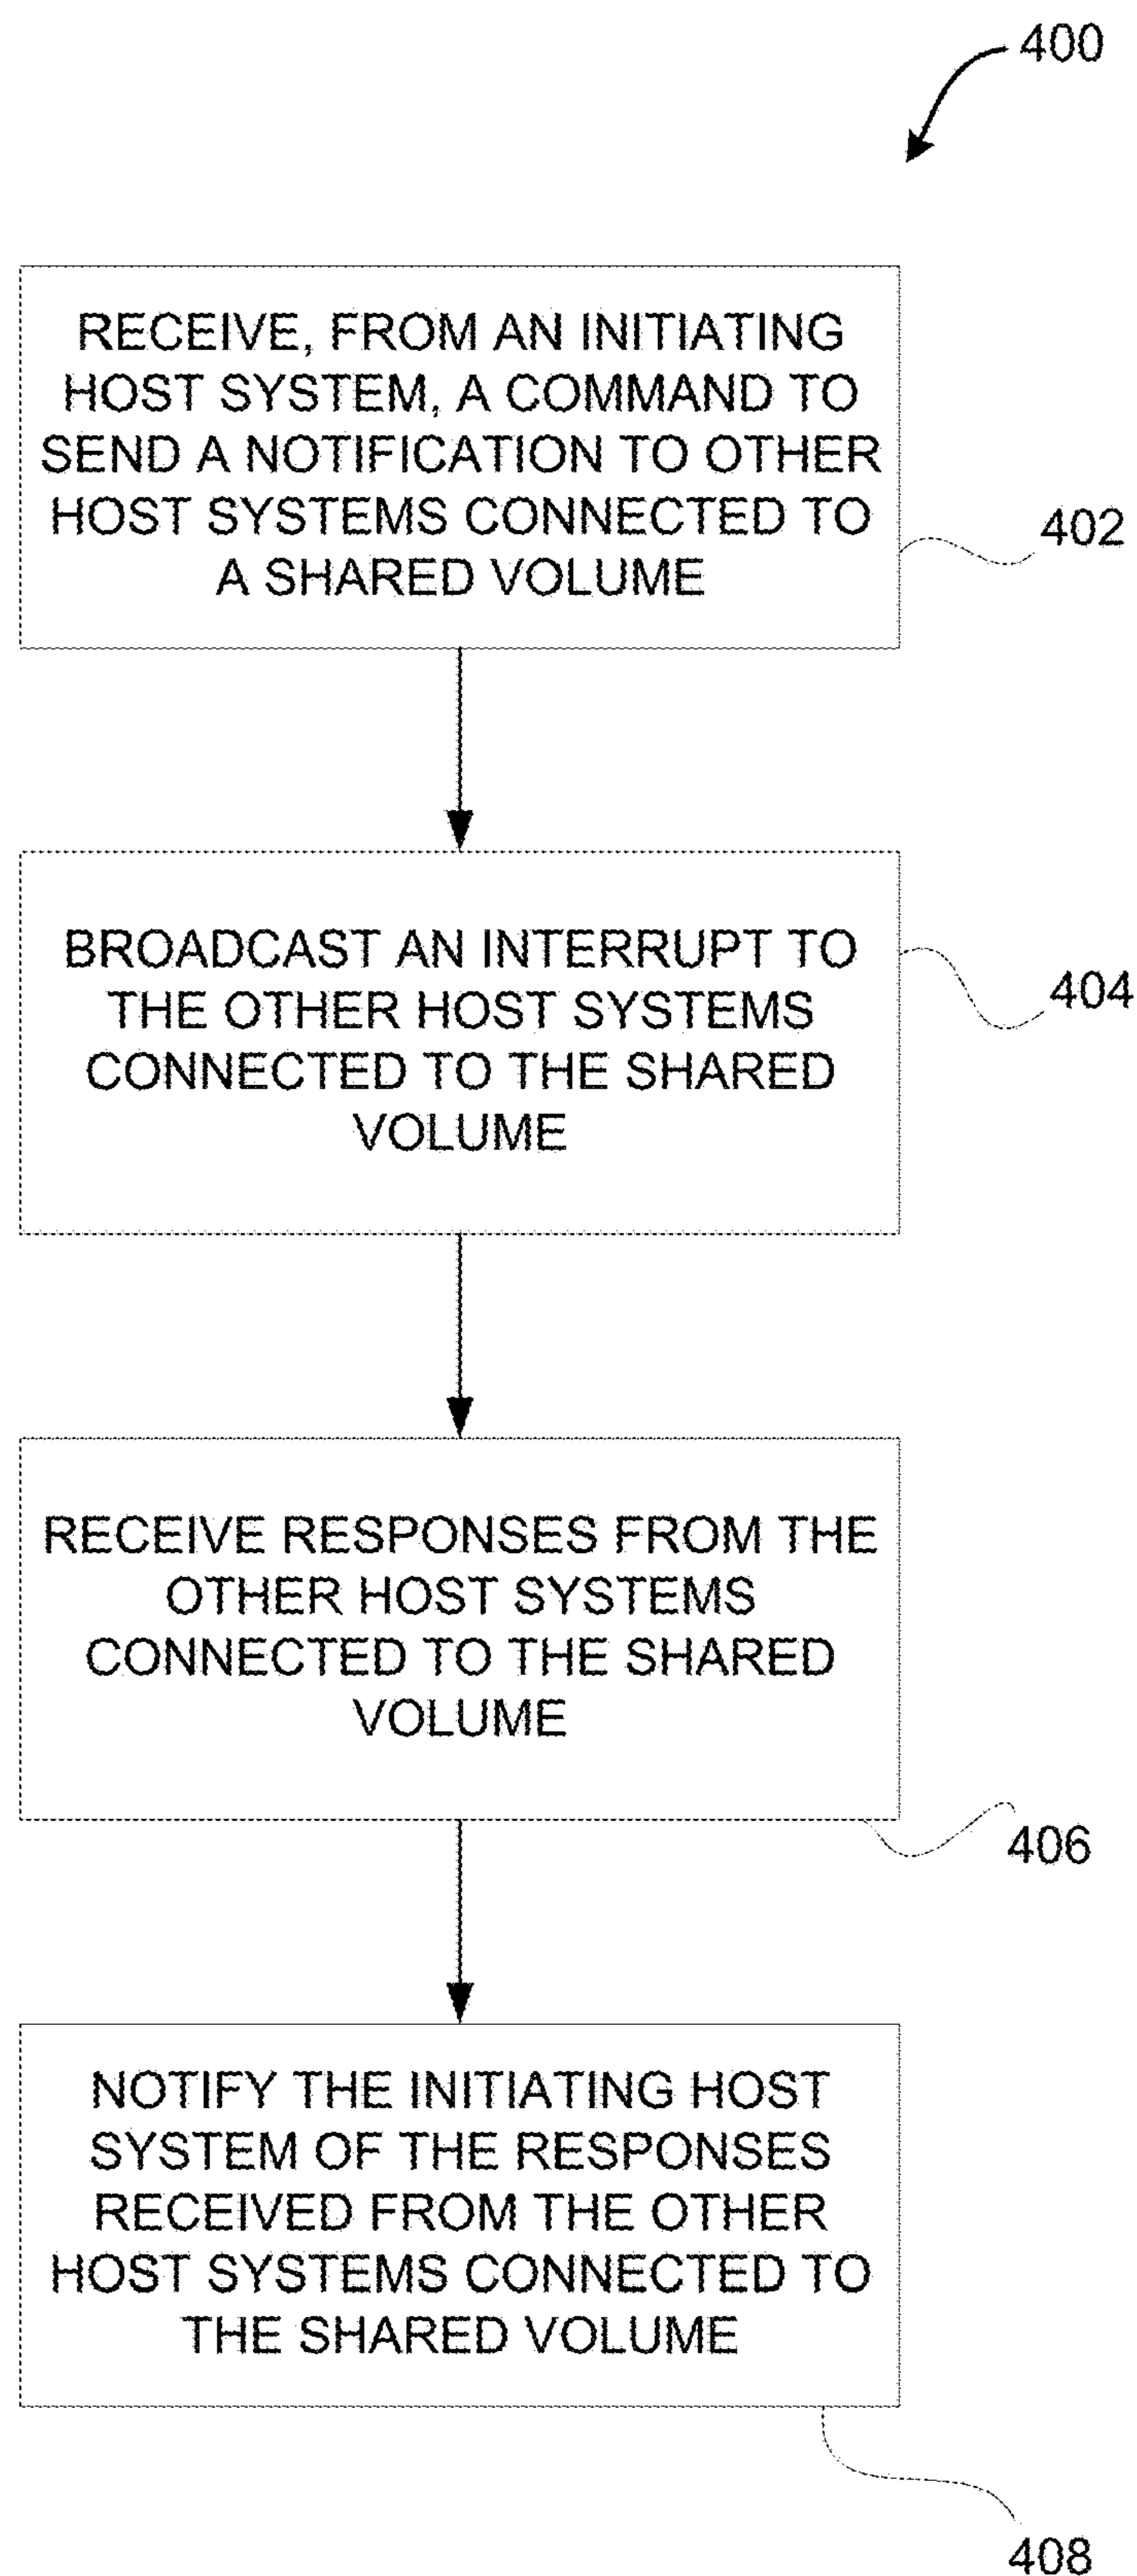 400
RECEIVE, FROM AN INITIATING
HOST SYSTEM, A COMMAND TO
SEND A NOTIFICATION TO OTHER
HOST SYSTEMS CONNECTED TO
A SHARED VOLUME
402
BROADCAST AN INTERRUPT TO
THE OTHER HOST SYSTEMS
CONNECTED TO THE SHARED
VOLUME
404
RECEIVE RESPONSES FROM THE
OTHER HOST SYSTEMS
CONNECTED TO THE SHARED
VOLUME
406
NOTIFY THE INITIATING HOST
SYSTEM OF THE RESPONSES
RECEIVED FROM THE OTHER
HOST SYSTEMS CONNECTED TO
THE SHARED VOLUME
408